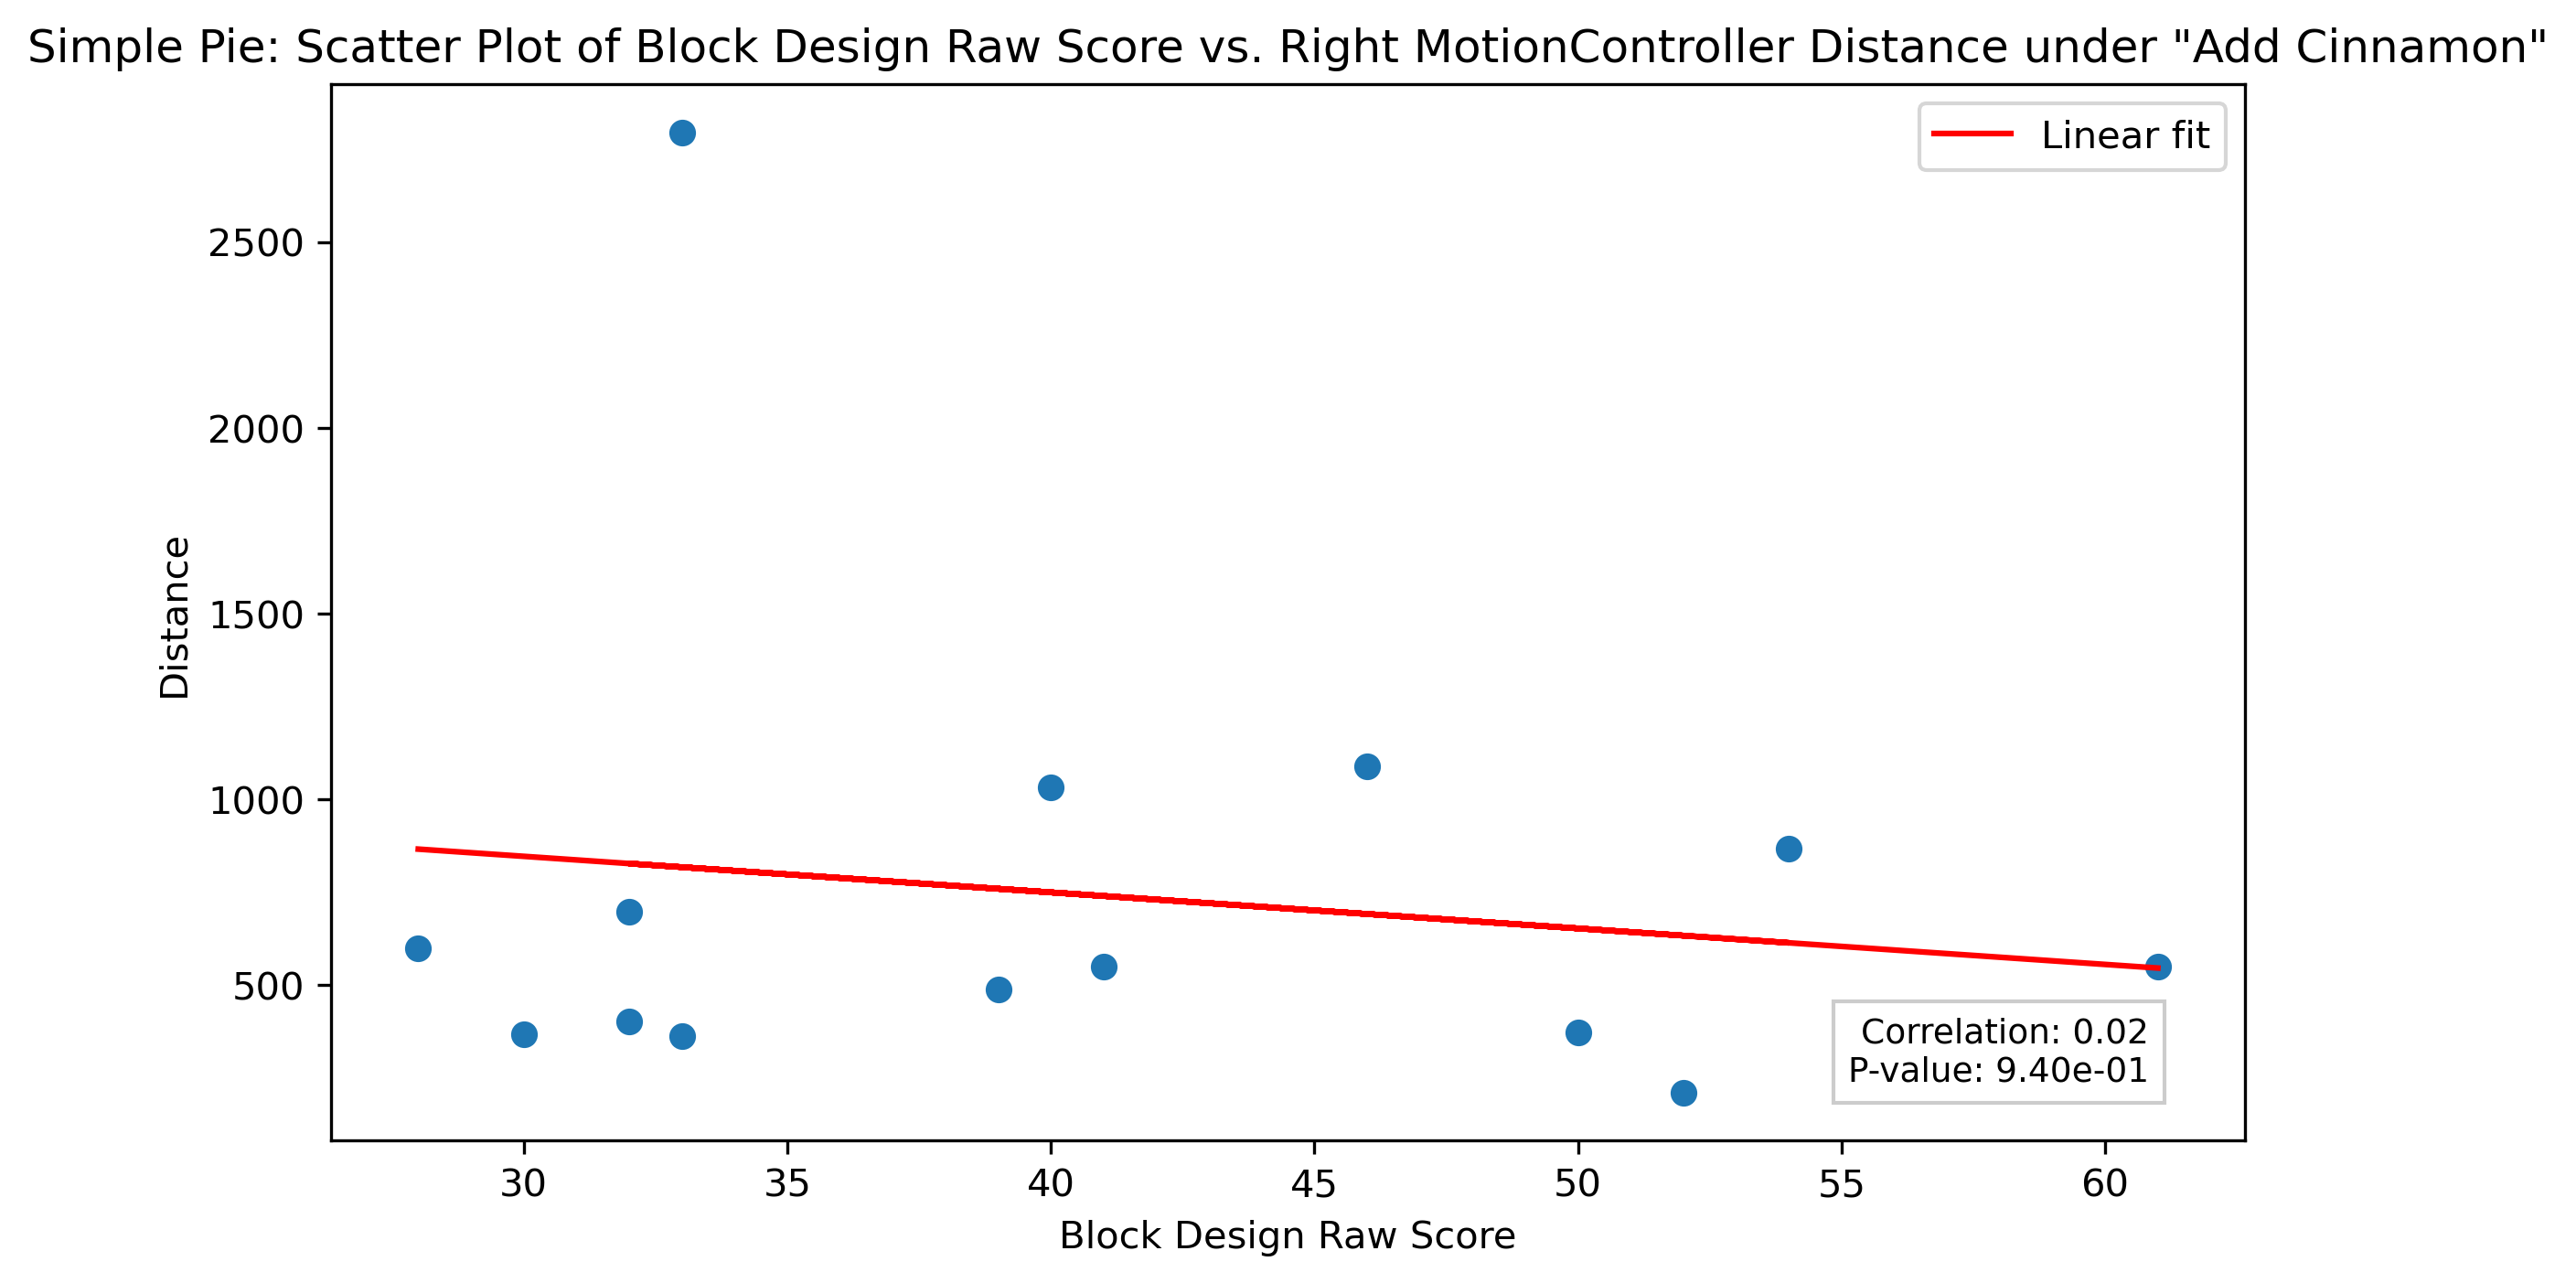 Simple Pie: Scatter Plot of Block Design Raw Score vs. Right MotionController Distance under "Add Cinnamon"
Linear fit
2500
2000
1500
1000
500
Distance
Correlation: 0.02
P-value: 9.40e-01
30 35 40 45 50 55 60
Block Design Raw Score